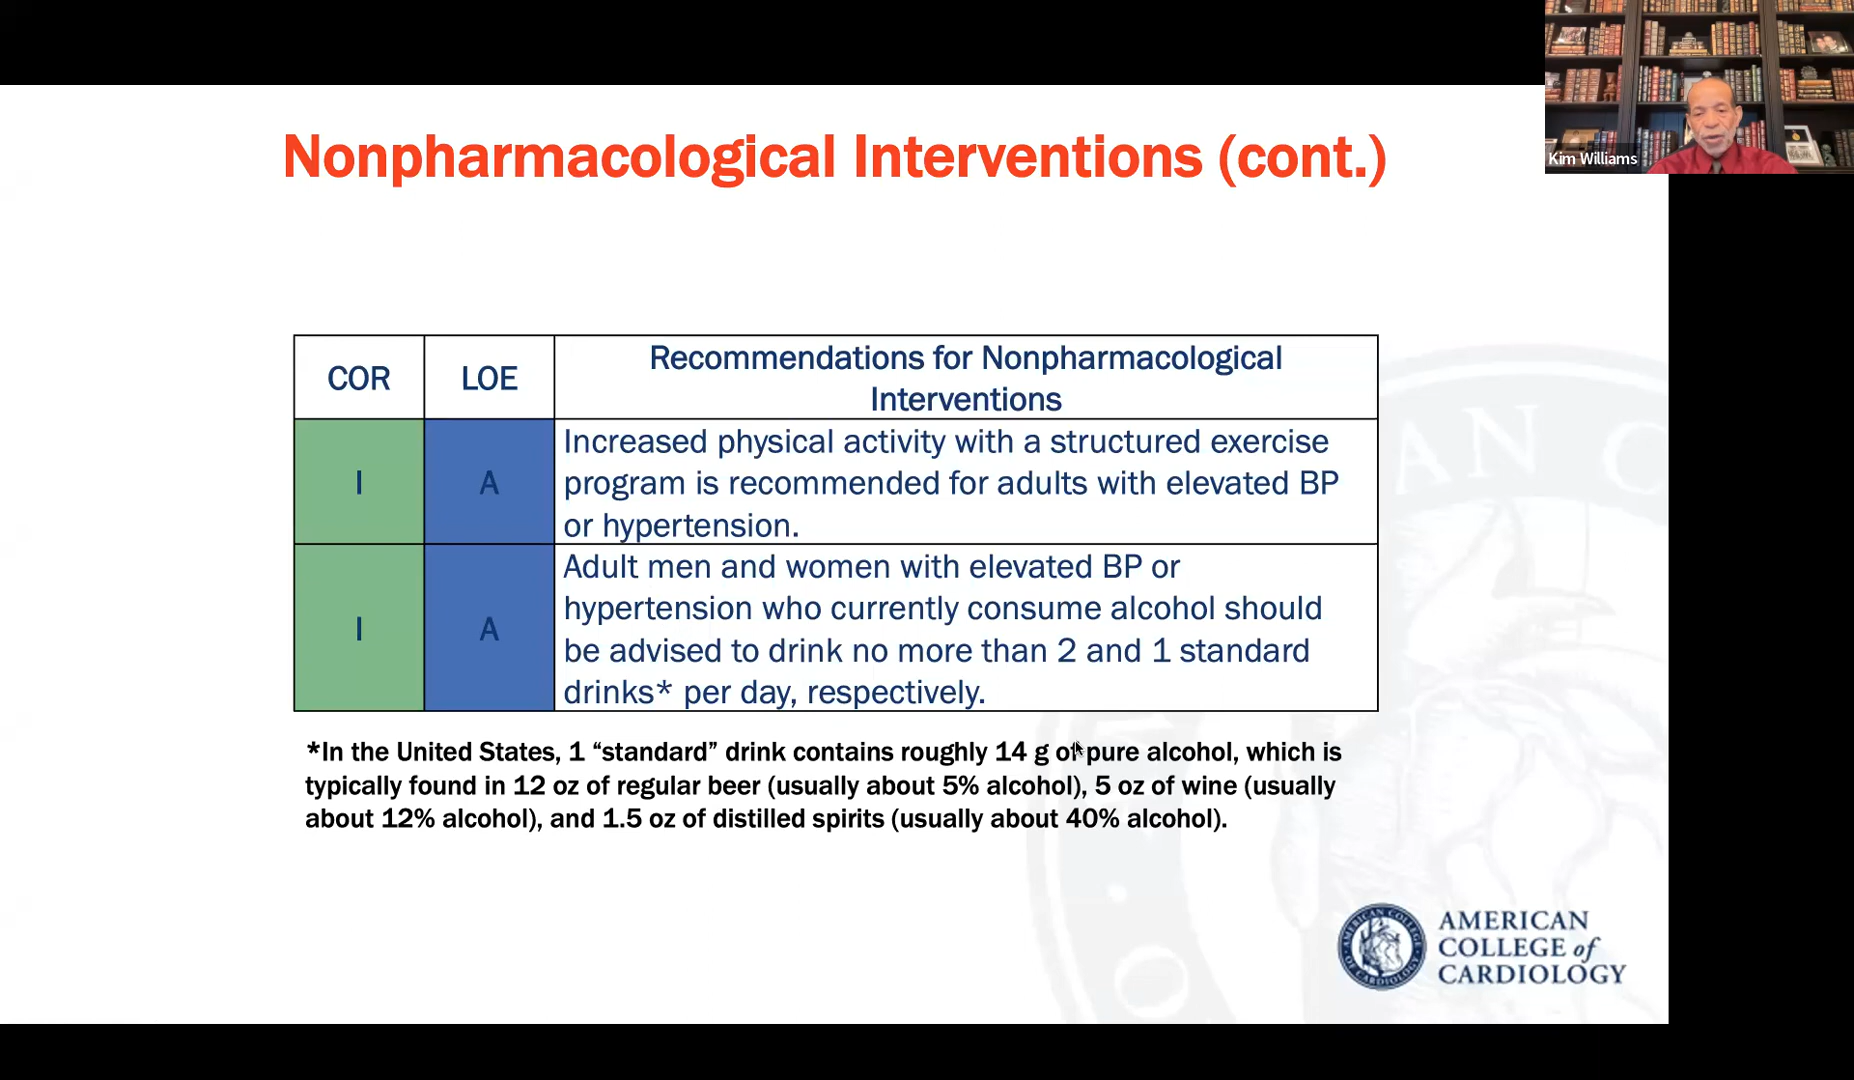 Nonpharmacological Interventions (cont.)
Kim Williams
COR
LOE
Recommendations for Nonpharmacological
Interventions
I
A
Increased physical activity with a structured exercise
program is recommended for adults with elevated BP
or hypertension.
I
A
Adult men and women with elevated BP or
hypertension who currently consume alcohol should
be advised to drink no more than 2 and 1 standard
drinks* per day, respectively.
*In the United States, 1 “standard” drink contains roughly 14 g of pure alcohol, which is
typically found in 12 oz of regular beer (usually about 5% alcohol), 5 oz of wine (usually
about 12% alcohol), and 1.5 oz of distilled spirits (usually about 40% alcohol).
AMERICAN
COLLEGE of
CARDIOLOGY